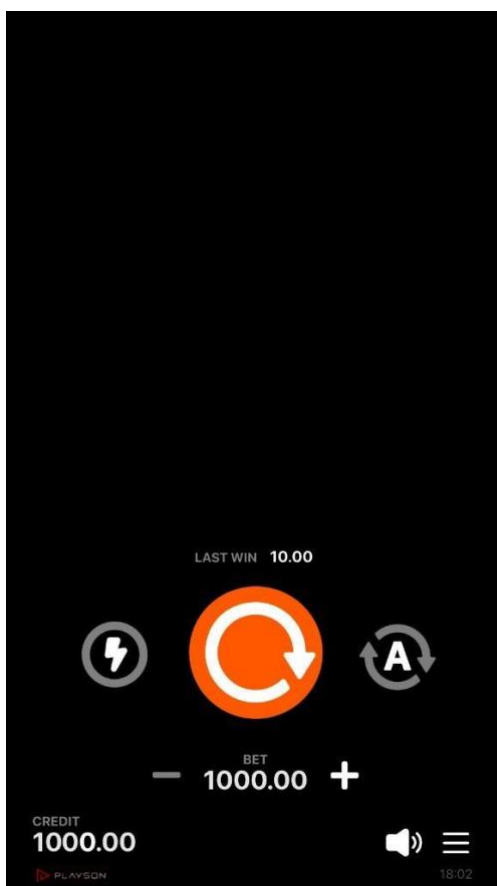 LAST WIN 10.00
A
BET
1000.00
CREDIT
1000.00
PLAYSON 18:02